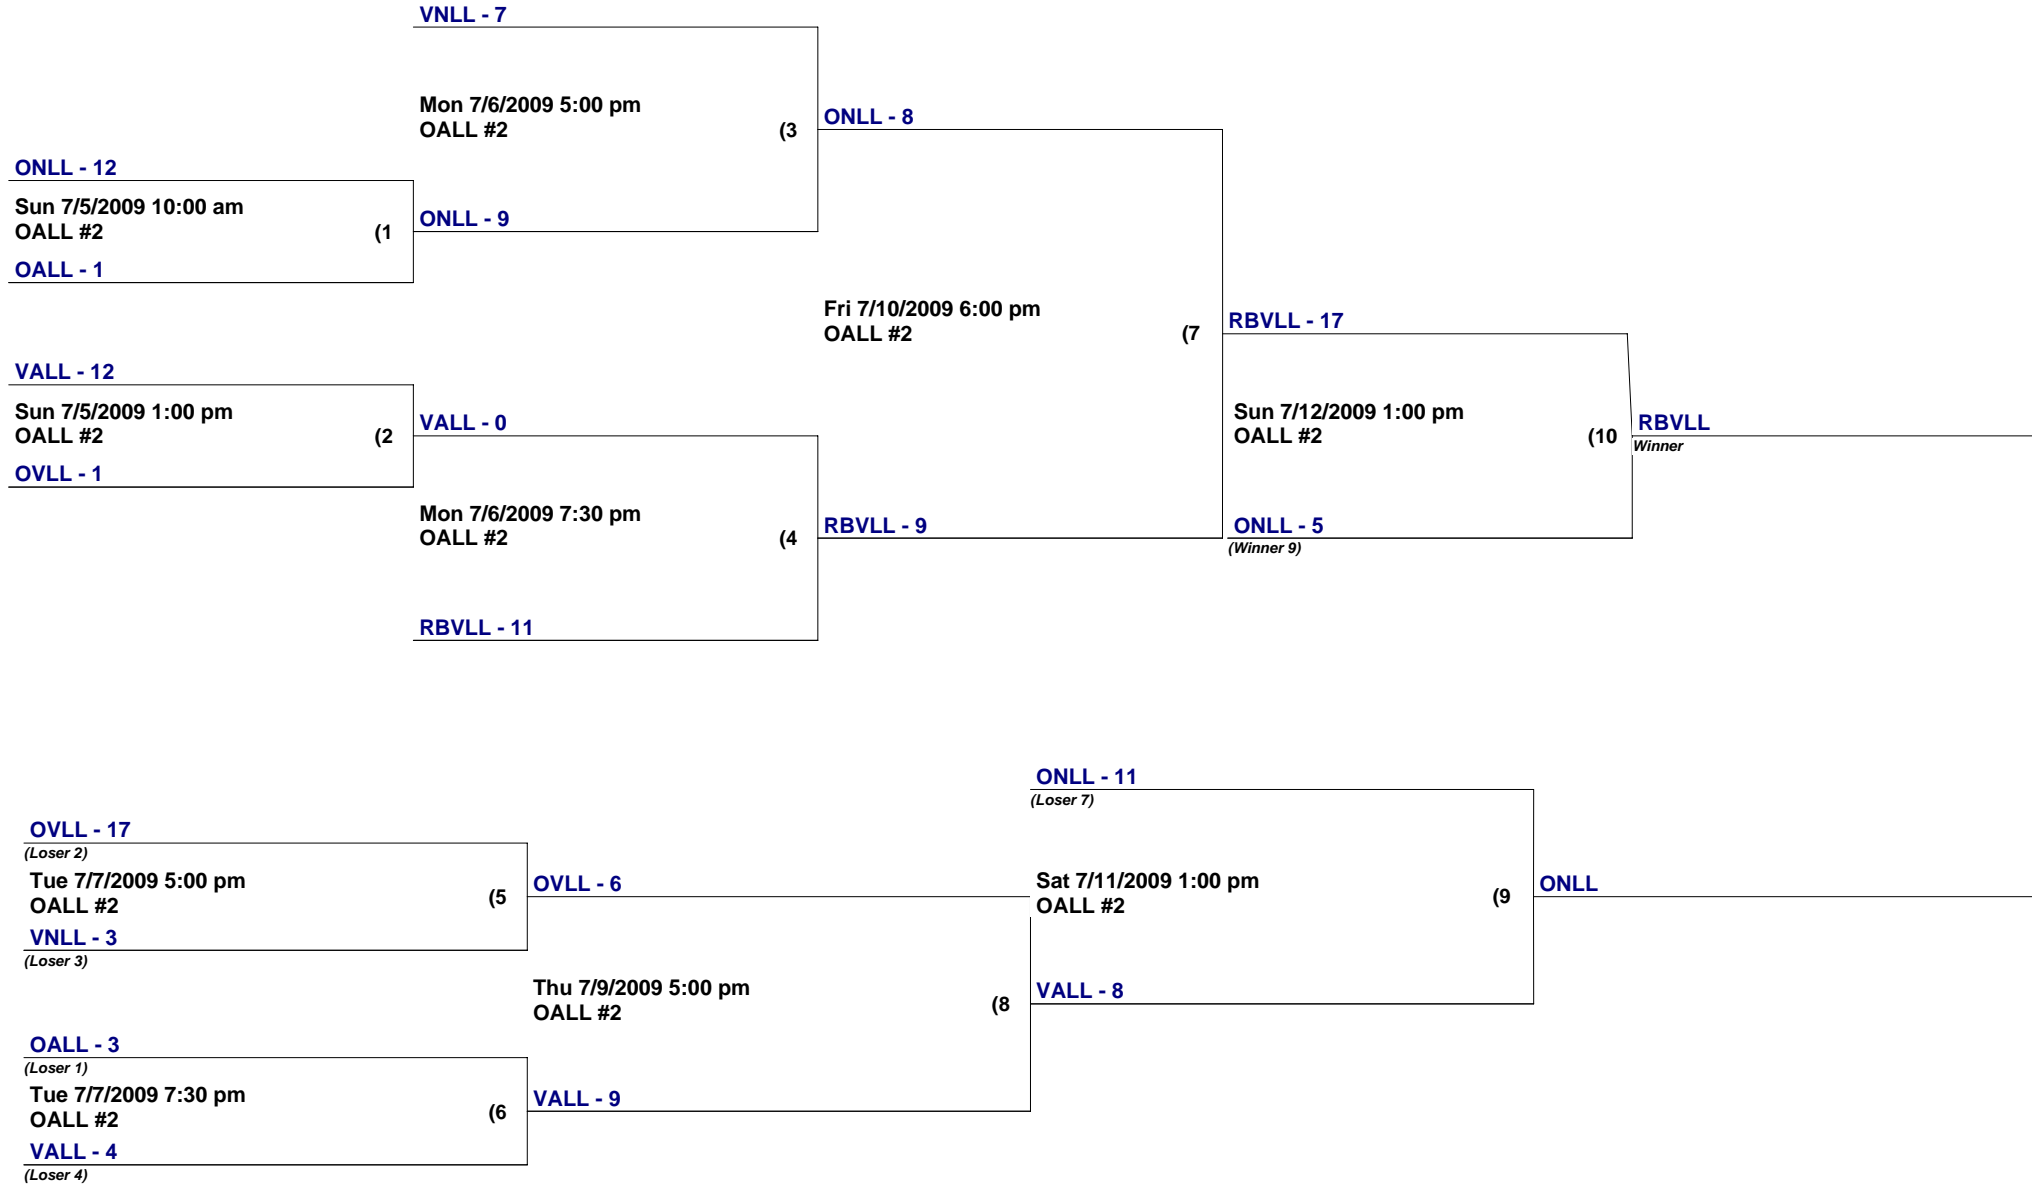 VNLL - 7
Mon 7/6/2009 5:00 pm
OALL #2
(3
ONLL - 8
ONLL - 12
Sun 7/5/2009 10:00 am
OALL #2
(1
ONLL - 9
OALL - 1
Fri 7/10/2009 6:00 pm
OALL #2
(7
RBVLL - 17
VALL - 12
Sun 7/5/2009 1:00 pm
OALL #2
(2
VALL - 0
OVLL - 1
Sun 7/12/2009 1:00 pm
OALL #2
(10
RBVLL
Winner
Mon 7/6/2009 7:30 pm
OALL #2
(4
RBVLL - 9
ONLL - 5
(Winner 9)
RBVLL - 11
ONLL - 11
(Loser 7)
OVLL - 17
(Loser 2)
Tue 7/7/2009 5:00 pm
OALL #2
(5
OVLL - 6
VNLL - 3
(Loser 3)
Sat 7/11/2009 1:00 pm
OALL #2
(9
ONLL
Thu 7/9/2009 5:00 pm
OALL #2
(8
VALL - 8
OALL - 3
(Loser 1)
Tue 7/7/2009 7:30 pm
OALL #2
(6
VALL - 9
VALL - 4
(Loser 4)